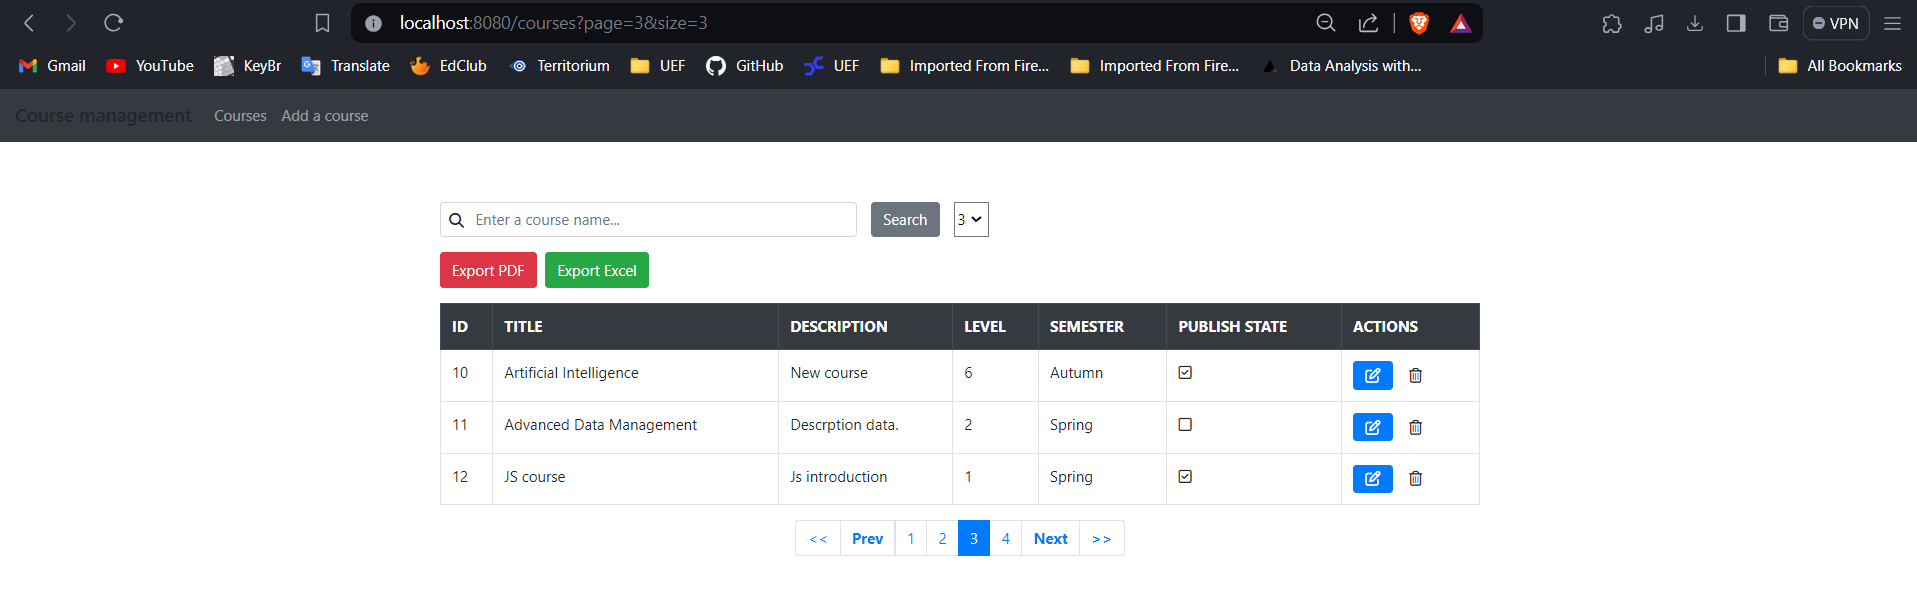 localhost:8080/courses?page=3&size=3 VPN
Gmail YouTube KeyBr Translate EdClub Territorium UEF GitHub UEF Imported From Fire... Imported From Fire... Data Analysis with... All Bookmarks
Course management Courses Add a course
Enter a course name... Search 3
Export PDF Export Excel
ID TITLE DESCRIPTION LEVEL SEMESTER PUBLISH STATE ACTIONS
10 Artificial Intelligence New course 6 Autumn
11 Advanced Data Management Descrption data. 2 Spring
12 JS course Js introduction 1 Spring
<< Prev 1 2 3 4 Next >>